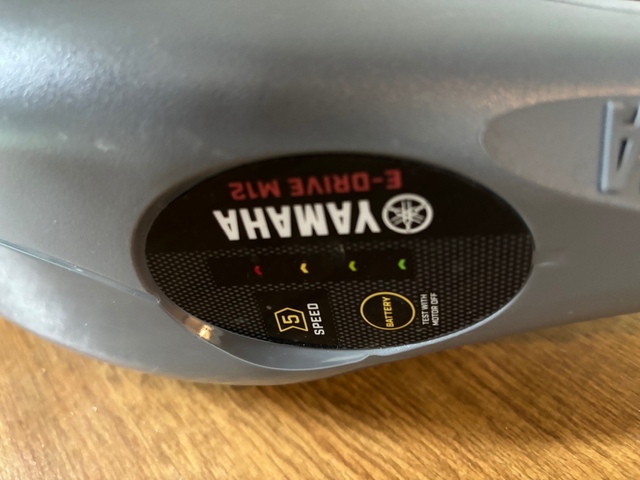 YAMAHA
E-DRIVE M12
BATTERY
TEST WITH
MOTOR OFF
5
SPEED